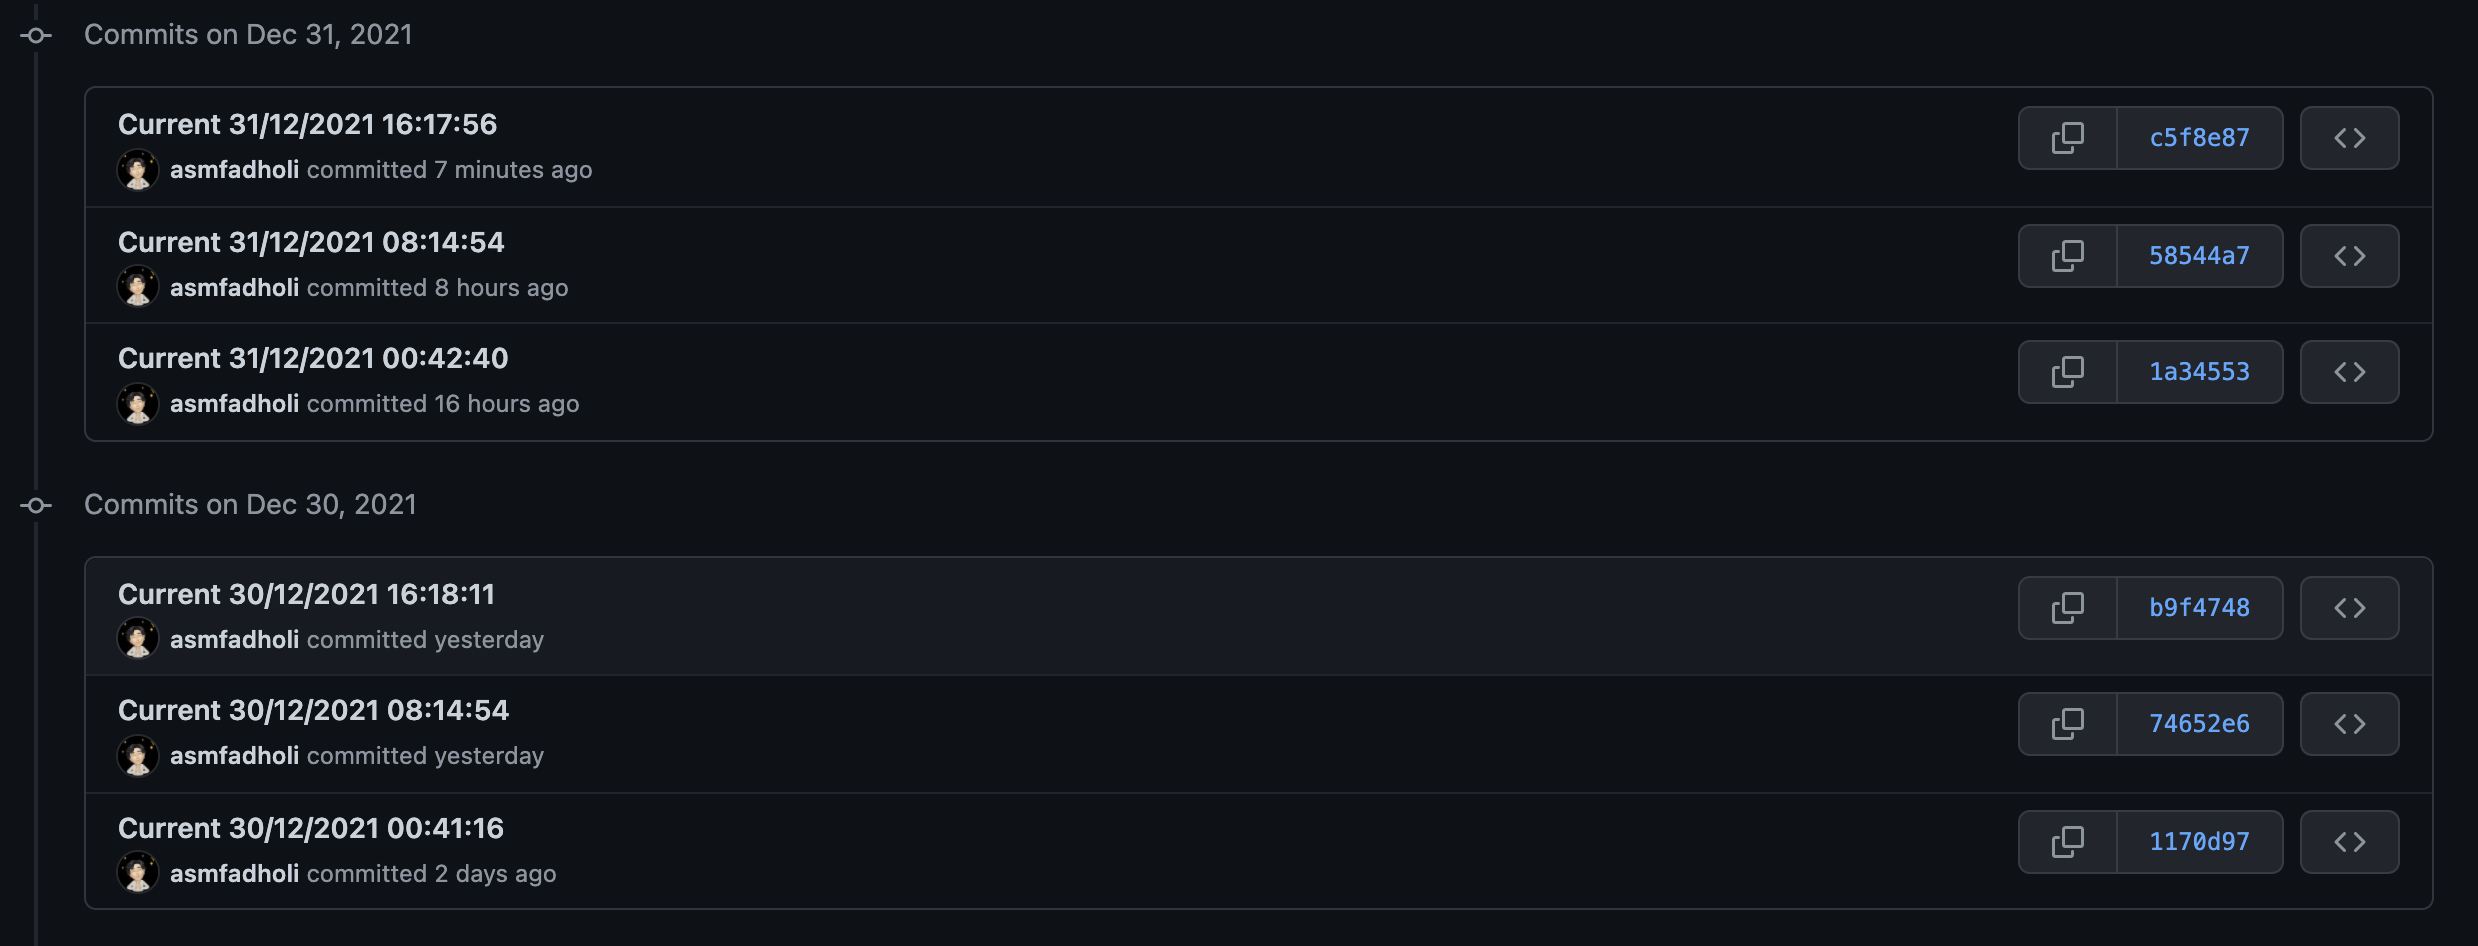 Commits on Dec 31, 2021
Current 31/12/2021 16:17:56
asmfadholi committed 7 minutes ago
c5f8e87
Current 31/12/2021 08:14:54
asmfadholi committed 8 hours ago
58544a7
Current 31/12/2021 00:42:40
asmfadholi committed 16 hours ago
1a34553
Commits on Dec 30, 2021
Current 30/12/2021 16:18:11
asmfadholi committed yesterday
b9f4748
Current 30/12/2021 08:14:54
asmfadholi committed yesterday
74652e6
Current 30/12/2021 00:41:16
asmfadholi committed 2 days ago
1170d97